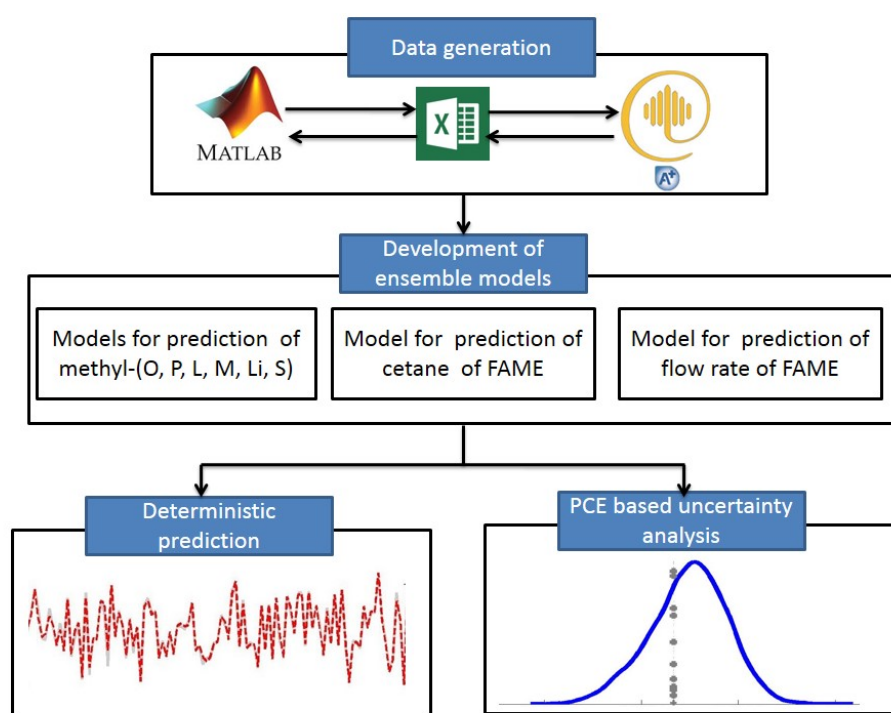 Data generation
MATLAB
X
A+
Development of
ensemble models
Models for prediction of
methyl-(O, P, L, M, Li, S)
Model for prediction of
cetane of FAME
Model for prediction of
flow rate of FAME
Deterministic
prediction
PCE based uncertainty
analysis